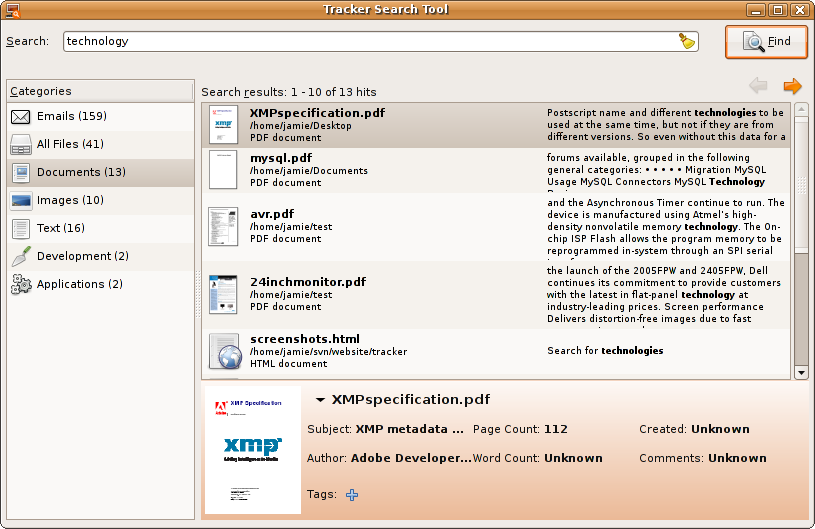 Tracker Search Tool
Search: technology Find
Categories
Emails (159)
All Files (41)
Documents (13)
Images (10)
Text (16)
Development (2)
Applications (2)
Search results: 1 - 10 of 13 hits
XMPspecification.pdf
/home/jamie/Desktop
PDF document
Postscript name and different technologies to be
used at the same time, but not if they are from
different versions. So even without this data for a
mysql.pdf
/home/jamie/Documents
PDF document
forums available, grouped in the following
general categories: • • • • • Migration MySQL
Usage MySQL Connectors MySQL Technology
avr.pdf
/home/jamie/test
PDF document
and the Asynchronous Timer continue to run. The
device is manufactured using Atmel's high-
density nonvolatile memory technology. The On-
chip ISP Flash allows the program memory to be
reprogrammed in-system through an SPI serial
24inchmonitor.pdf
/home/jamie/test
PDF document
the launch of the 2005FPW and 2405FPW, Dell
continues its commitment to provide customers
with the latest in flat-panel technology at
industry-leading prices. Screen performance
Delivers distortion-free images due to fast
screenshots.html
/home/jamie/svn/website/tracker
HTML document
Search for technologies
XMP Specification
xmp
Adding Intelligence to Media
XMPspecification.pdf
Subject: XMP metadata ... Page Count: 112 Created: Unknown
Author: Adobe Developer... Word Count: Unknown Comments: Unknown
Tags: